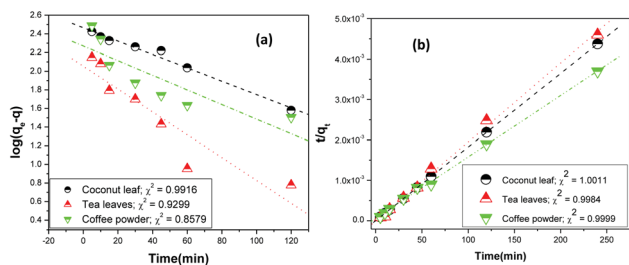 (a)
log(qe-q)
2.6
2.4
2.2
2.0
1.8
1.6
1.4
1.2
1.0
0.8
0.6
0.4
Coconut leaf; χ2 = 0.9916
Tea leaves; χ2 = 0.9299
Coffee powder; χ2 = 0.8579
-20 0 20 40 60 80 100 120 140
Time(min)
(b)
t/qt
5.0x10-3
4.0x10-3
3.0x10-3
2.0x10-3
1.0x10-3
0.0
Coconut leaf; χ2 = 1.0011
Tea leaves; χ2 = 0.9984
Coffee powder; χ2 = 0.9999
0 50 100 150 200 250
Time(min)